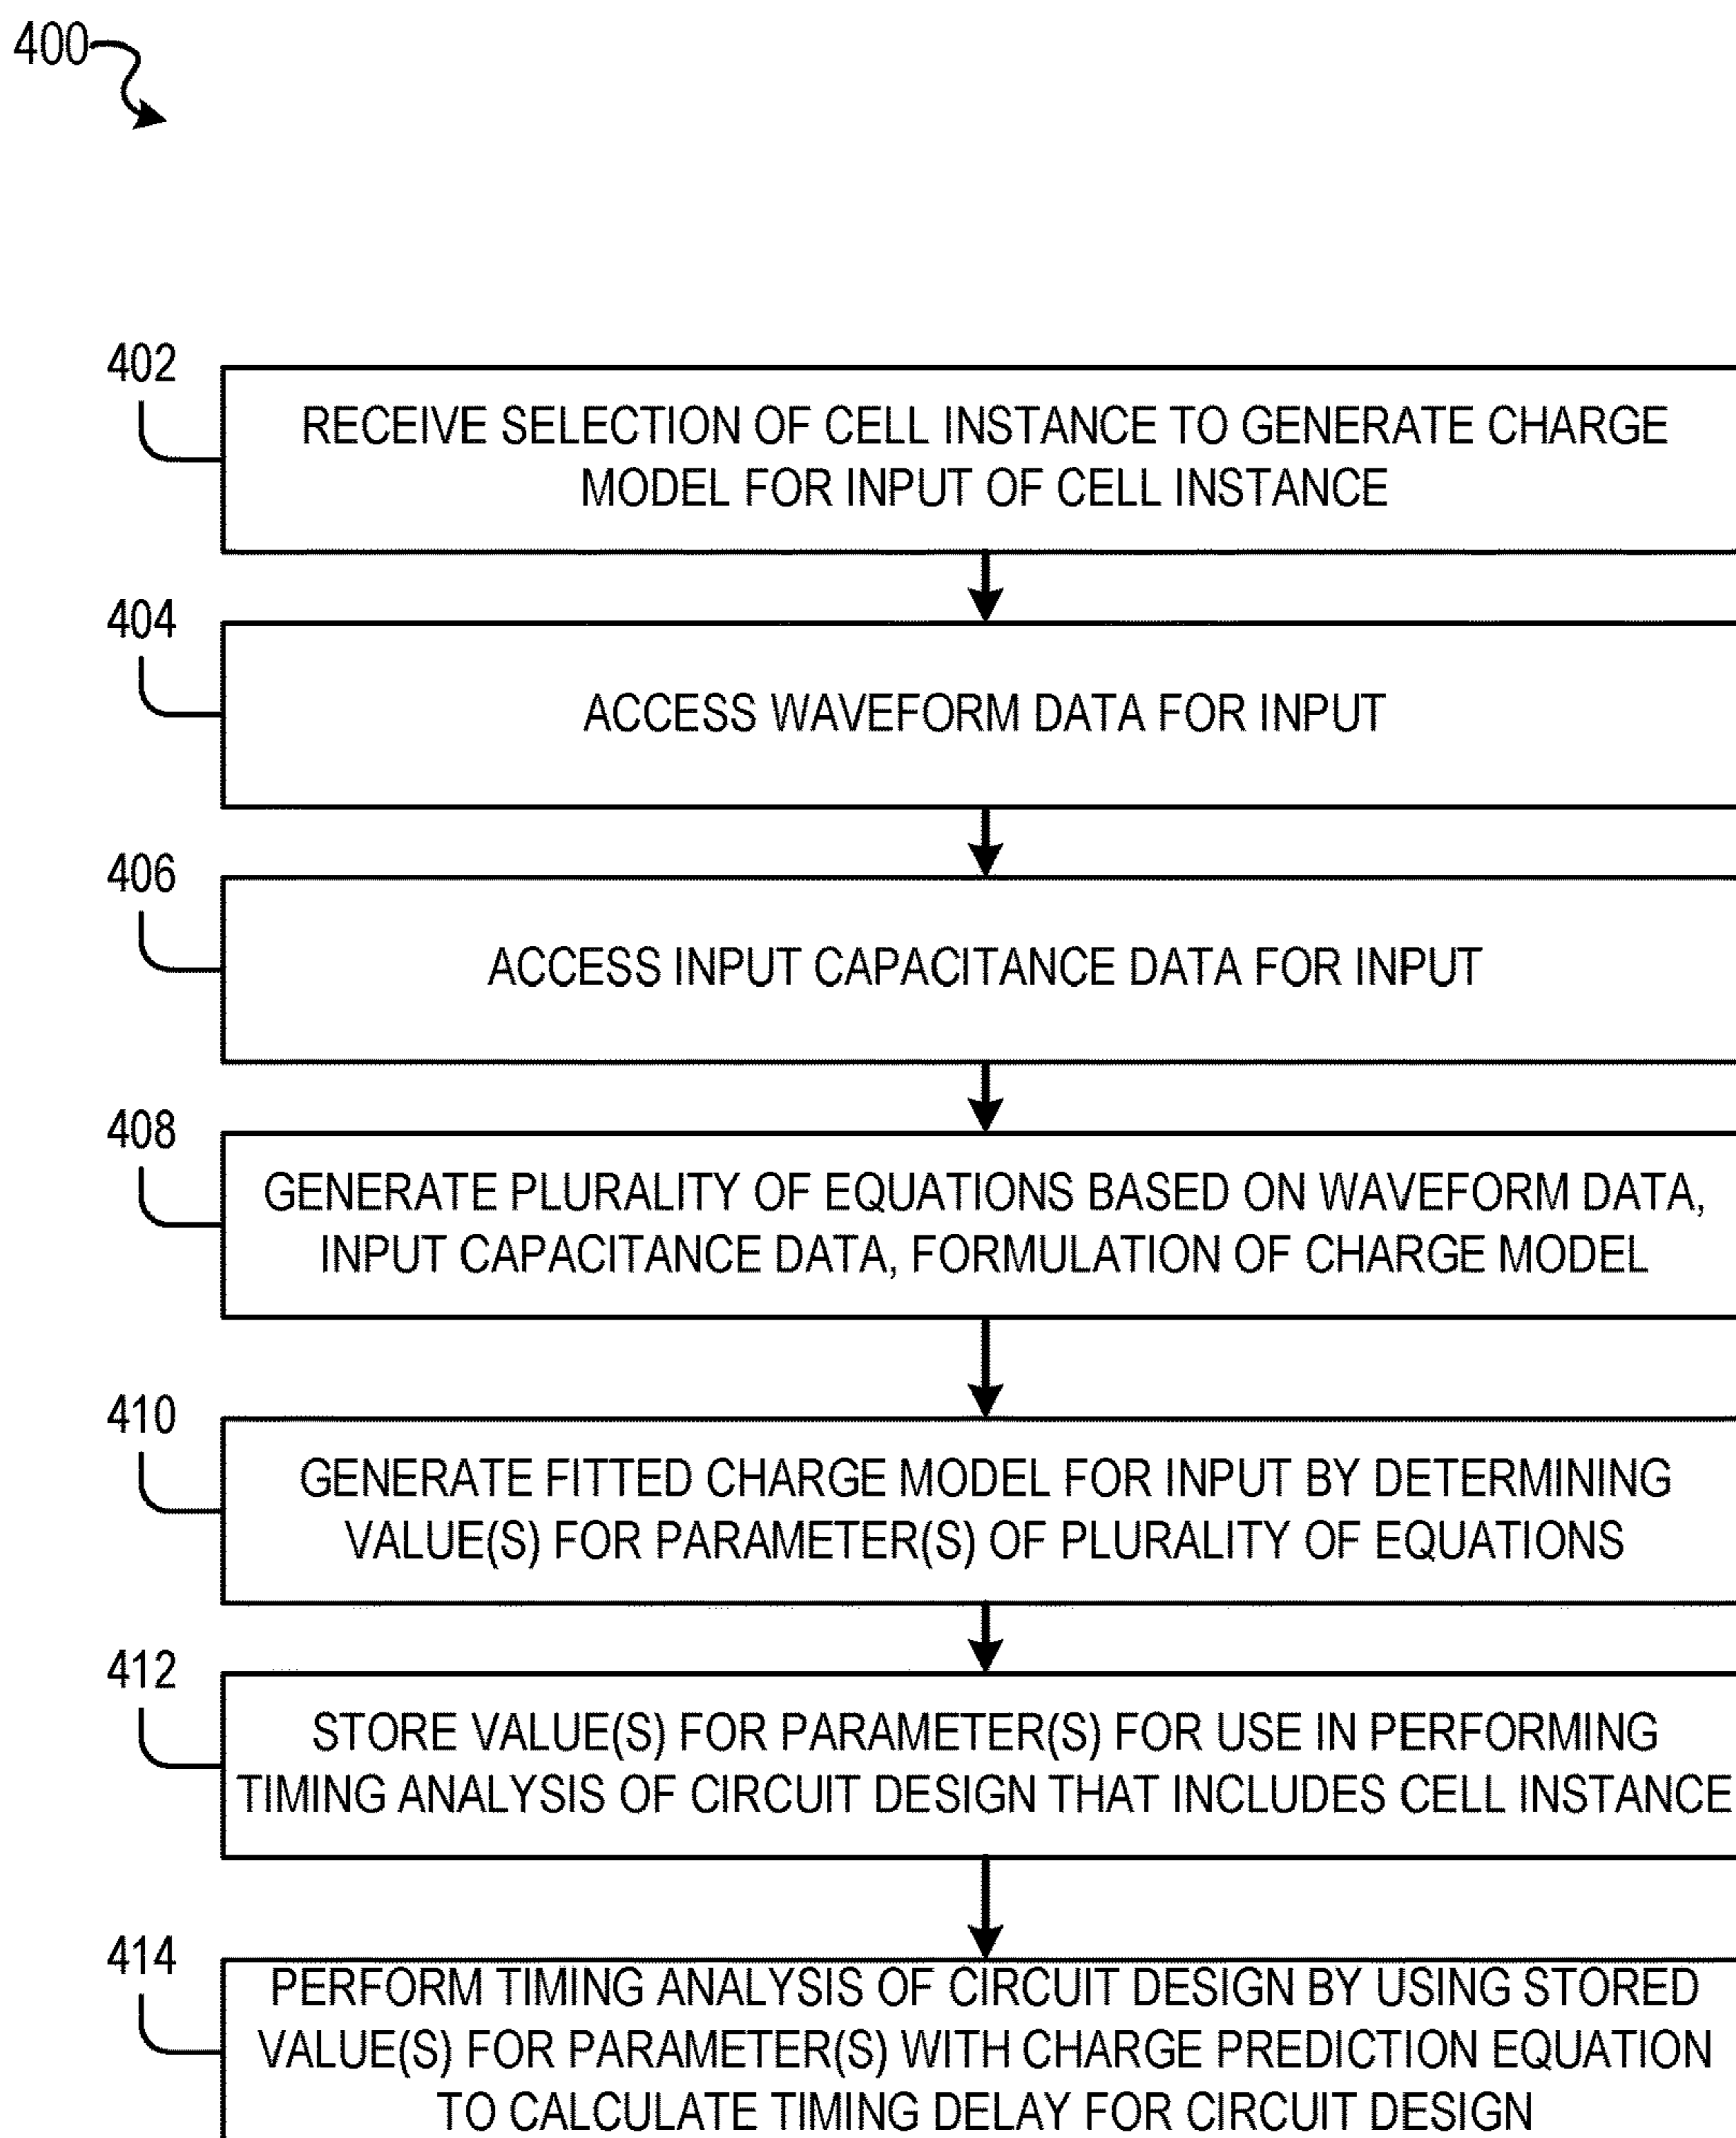 400
402
RECEIVE SELECTION OF CELL INSTANCE TO GENERATE CHARGE
MODEL FOR INPUT OF CELL INSTANCE
404
ACCESS WAVEFORM DATA FOR INPUT
406
ACCESS INPUT CAPACITANCE DATA FOR INPUT
408
GENERATE PLURALITY OF EQUATIONS BASED ON WAVEFORM DATA,
INPUT CAPACITANCE DATA, FORMULATION OF CHARGE MODEL
410
GENERATE FITTED CHARGE MODEL FOR INPUT BY DETERMINING
VALUE(S) FOR PARAMETER(S) OF PLURALITY OF EQUATIONS
412
STORE VALUE(S) FOR PARAMETER(S) FOR USE IN PERFORMING
TIMING ANALYSIS OF CIRCUIT DESIGN THAT INCLUDES CELL INSTANCE
414
PERFORM TIMING ANALYSIS OF CIRCUIT DESIGN BY USING STORED
VALUE(S) FOR PARAMETER(S) WITH CHARGE PREDICTION EQUATION
TO CALCULATE TIMING DELAY FOR CIRCUIT DESIGN